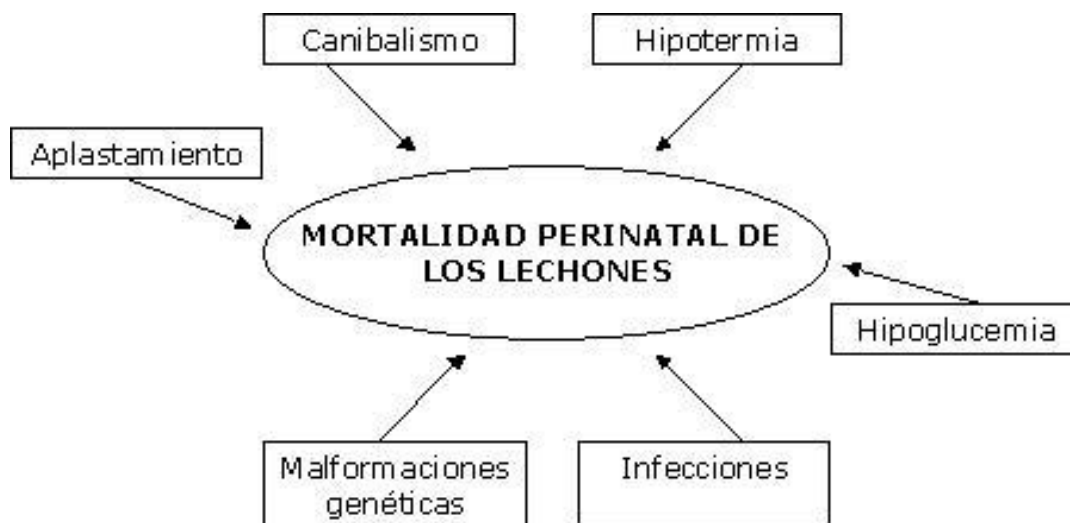 Canibalismo
Hipotermia
Aplastamiento
MORTALIDAD PERINATAL DE
LOS LECHONES
Hipoglucemia
Malformaciones
genéticas
Infecciones